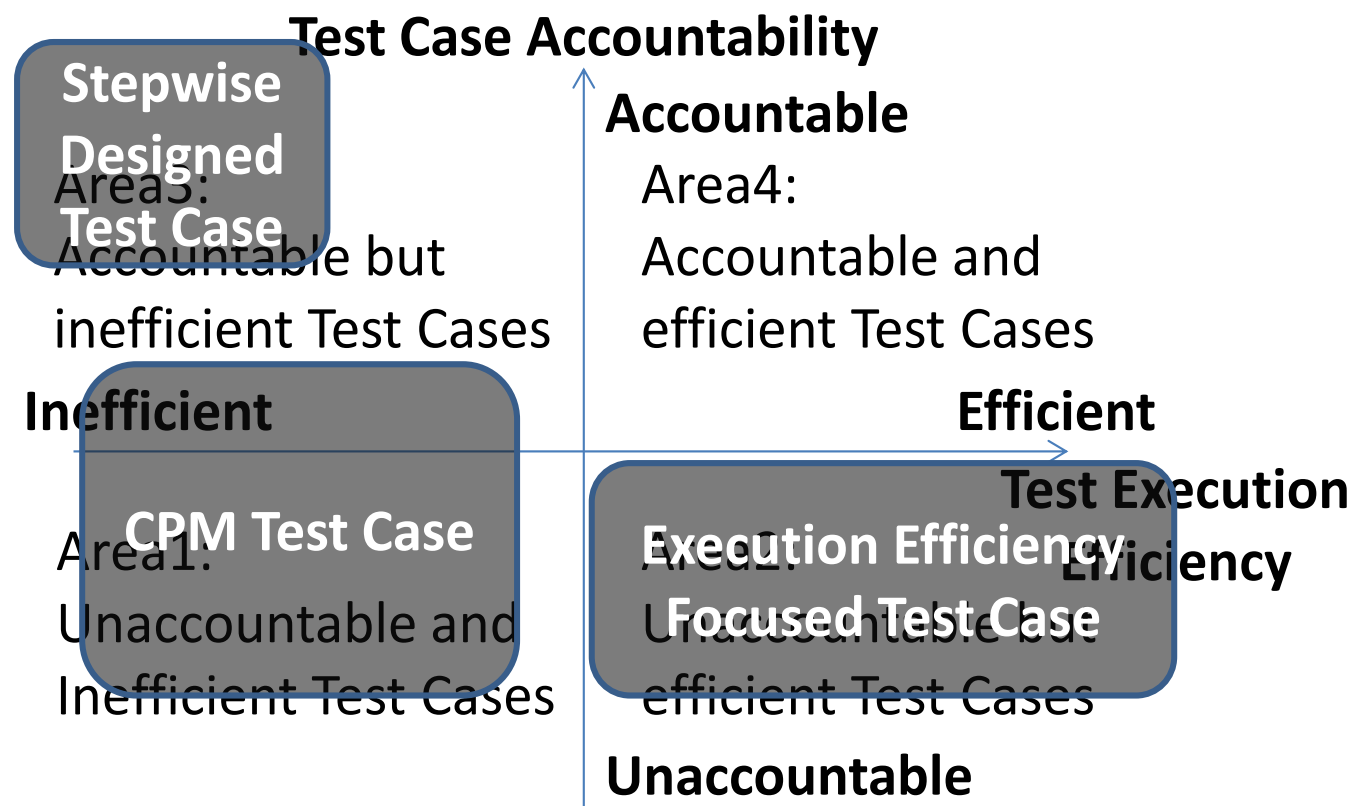 Test Case Accountability
Stepwise
Designed
Test Case
Accountable
Area3:
Accountable but
inefficient Test Cases
Area4:
Accountable and
efficient Test Cases
Inefficient
Efficient
Test Execution
Efficiency
CPM Test Case
Area1:
Unaccountable and
Inefficient Test Cases
Execution Efficiency
Focused Test Case
Area2:
Unaccountable but
efficient Test Cases
Unaccountable